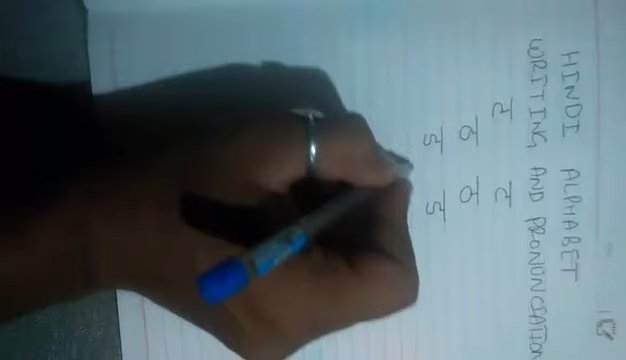 HINDI ALPHABET
WRITING AND PRONUNCIATION
ट ट
ठ ठ
ड ड